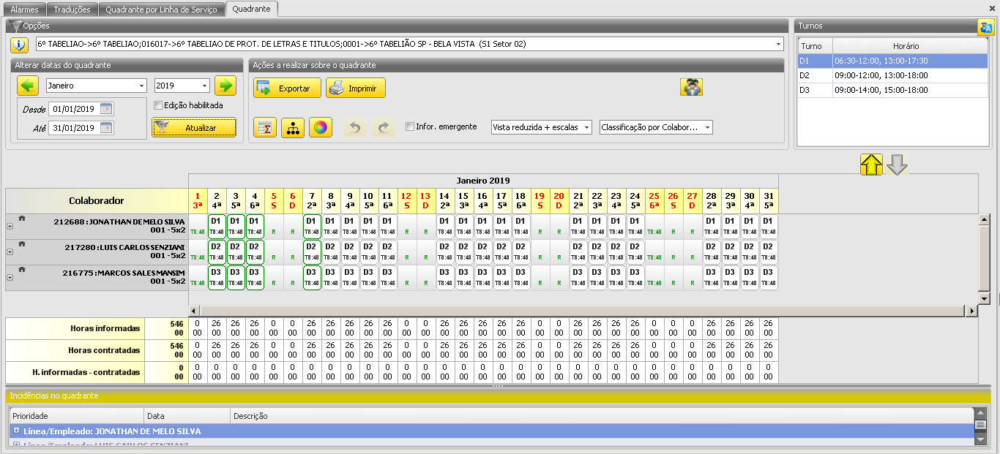 Alarmes Traduções Quadrante por Linha de Serviço Quadrante
Opções
6º TABELIAO->6º TABELIAO;016017->6º TABELIAO DE PROT. DE LETRAS E TITULOS;0001->6º TABELIÃO SP - BELA VISTA (S1 Setor 02)
Alterar datas do quadrante
Janeiro 2019
Desde 01/01/2019
Até 31/01/2019
Edição habilitada
Atualizar
Ações a realizar sobre o quadrante
Exportar Imprimir
Infor. emergente Vista reduzida + escalas Classificação por Colabor...
Turnos
Turno Horário
D1 06:30-12:00, 13:00-17:30
D2 09:00-12:00, 13:00-18:00
D3 09:00-14:00, 15:00-18:00
Janeiro 2019
Colaborador
1 2 3 4 5 6 7 8 9 10 11 12 13 14 15 16 17 18 19 20 21 22 23 24 25 26 27 28 29 30 31
3ª 4ª 5ª 6ª S D 2ª 3ª 4ª 5ª 6ª S D 2ª 3ª 4ª 5ª 6ª S D 2ª 3ª 4ª 5ª 6ª S D 2ª 3ª 4ª 5ª
212688:JONATHAN DE MELO SILVA D1 D1 D1 D1 D1 D1 D1 D1 D1 D1 D1 D1 D1 D1 D1 D1 D1 D1 D1 D1 D1
001 -5x2 T8:48 T8:48 T8:48 T8:48 R R T8:48 T8:48 T8:48 T8:48 T8:48 R R T8:48 T8:48 T8:48 T8:48 T8:48 R R T8:48 T8:48 T8:48 T8:48 T8:48 R R T8:48 T8:48 T8:48 T8:48
217280:LUIS CARLOS SENZIANI D2 D2 D2 D2 D2 D2 D2 D2 D2 D2 D2 D2 D2 D2 D2 D2 D2 D2 D2 D2 D2
001 -5x2 T8:48 T8:48 T8:48 T8:48 R R T8:48 T8:48 T8:48 T8:48 T8:48 R R T8:48 T8:48 T8:48 T8:48 T8:48 R R T8:48 T8:48 T8:48 T8:48 T8:48 R R T8:48 T8:48 T8:48 T8:48
216775:MARCOS SALES MANSIM D3 D3 D3 D3 D3 D3 D3 D3 D3 D3 D3 D3 D3 D3 D3 D3 D3 D3 D3 D3 D3
001 -5x2 T8:48 T8:48 T8:48 T8:48 R R T8:48 T8:48 T8:48 T8:48 T8:48 R R T8:48 T8:48 T8:48 T8:48 T8:48 R R T8:48 T8:48 T8:48 T8:48 T8:48 R R T8:48 T8:48 T8:48 T8:48
Horas informadas 546 0 26 26 26 0 0 26 26 26 26 26 0 0 26 26 26 26 26 0 0 26 26 26 26 0 0 0 26 26 26 26
00 00 00 00 00 00 00 00 00 00 00 00 00 00 00 00 00 00 00 00 00 00 00 00 00 00 00 00 00 00 00 00
Horas contratadas 546 0 26 26 26 0 0 26 26 26 26 26 0 0 26 26 26 26 26 0 0 26 26 26 26 0 0 0 26 26 26 26
00 00 00 00 00 00 00 00 00 00 00 00 00 00 00 00 00 00 00 00 00 00 00 00 00 00 00 00 00 00 00 00
H. informadas - contratadas 0 0 0 0 0 0 0 0 0 0 0 0 0 0 0 0 0 0 0 0 0 0 0 0 0 0 0 0 0 0 0 0
00 00 00 00 00 00 00 00 00 00 00 00 00 00 00 00 00 00 00 00 00 00 00 00 00 00 00 00 00 00 00 00
Incidências no quadrante
Prioridade Data Descrição
Línea/Empleado: JONATHAN DE MELO SILVA
Línea/Empleado: LUIS CARLOS SENZIANI